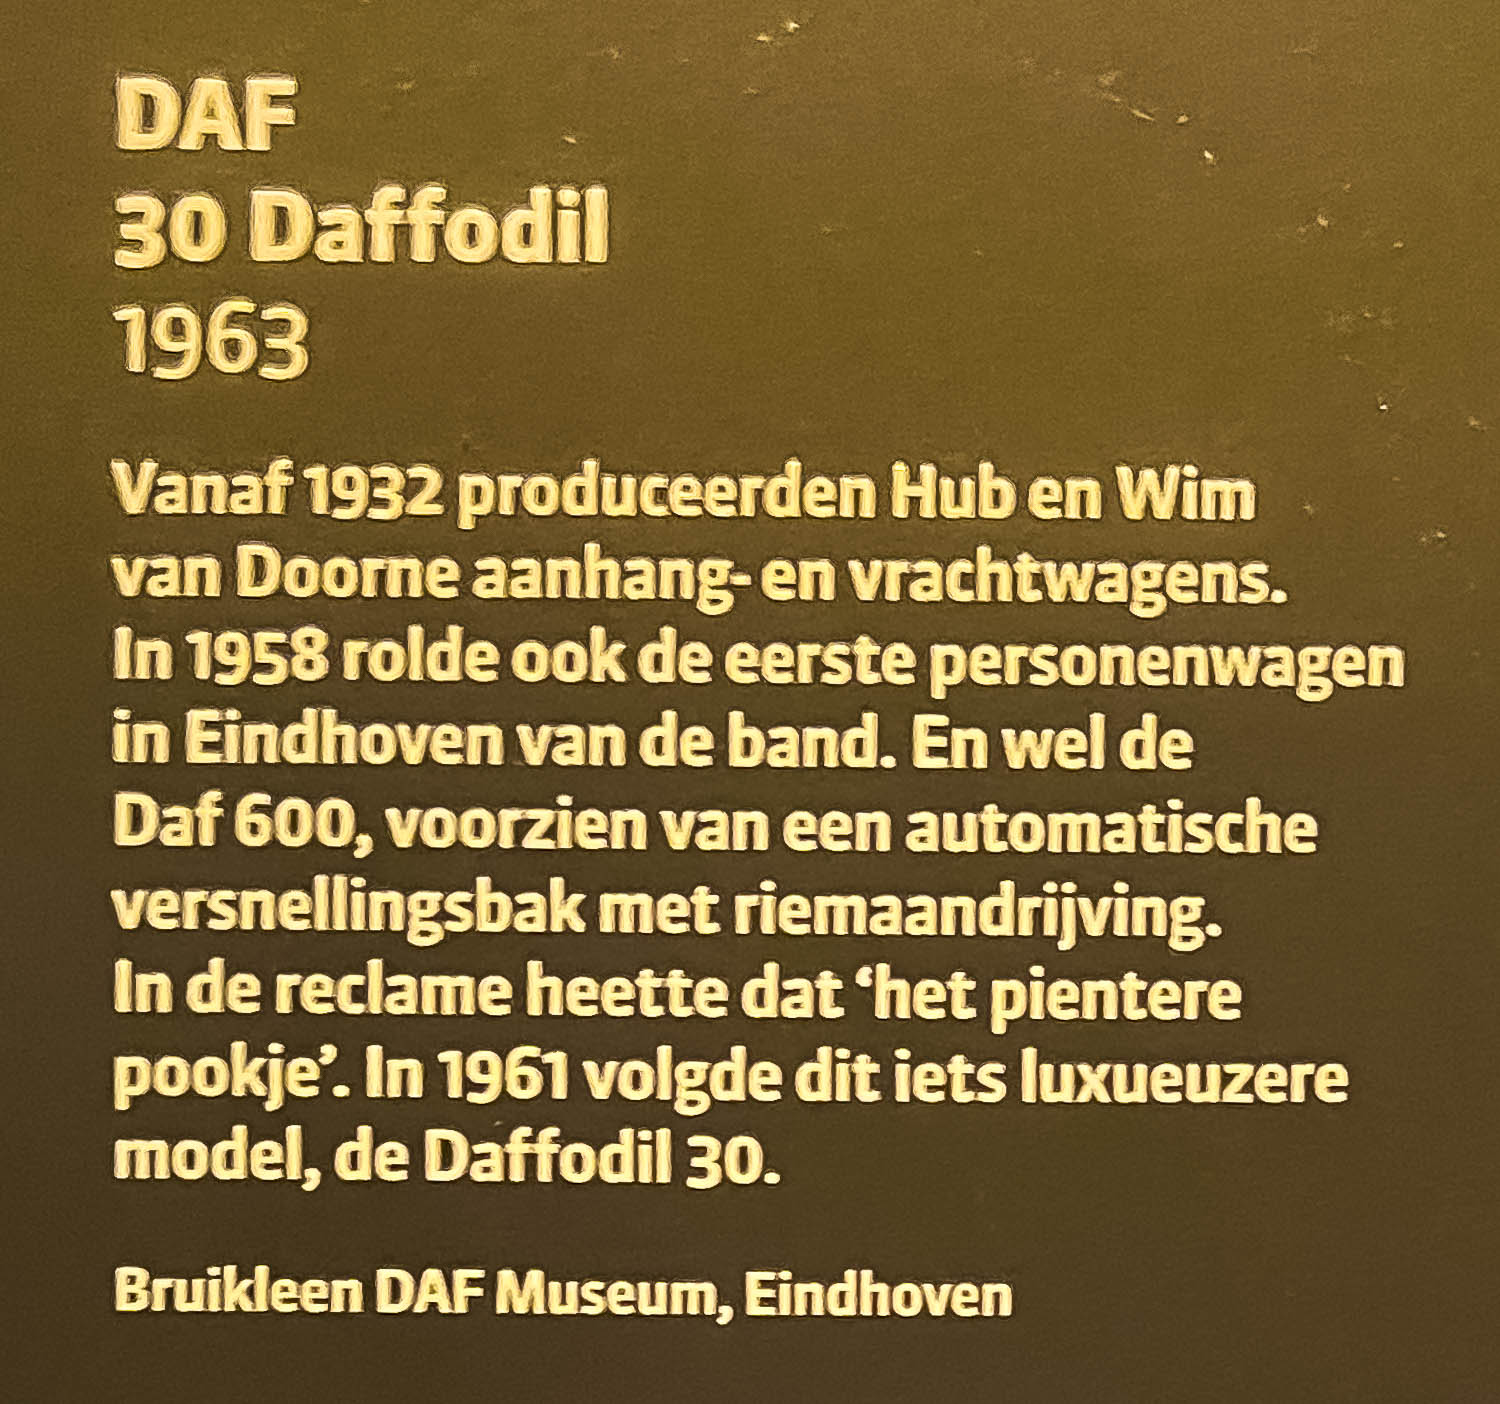 DAF
30 Daffodil
1963
Vanaf 1932 produceerden Hub en Wim
van Doorne aanhang- en vrachtwagens.
In 1958 rolde ook de eerste personenwagen
in Eindhoven van de band. En wel de
Daf 600, voorzien van een automatische
versnellingsbak met riemaandrijving.
In de reclame heette dat ‘het pientere
pookje’. In 1961 volgde dit iets luxueuzere
model, de Daffodil 30.
Bruikleen DAF Museum, Eindhoven